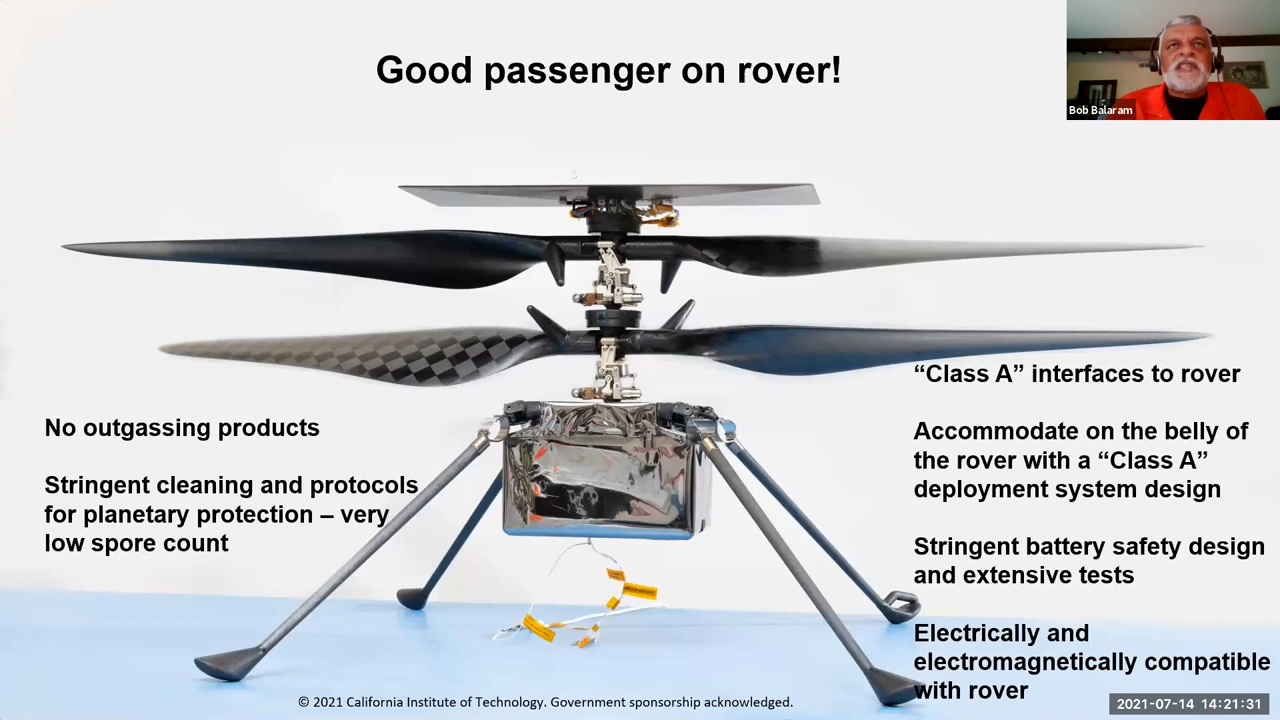 Good passenger on rover!
Bob Balaram
No outgassing products
Stringent cleaning and protocols
for planetary protection – very
low spore count
“Class A” interfaces to rover
Accommodate on the belly of
the rover with a “Class A”
deployment system design
Stringent battery safety design
and extensive tests
Electrically and
electromagnetically compatible
with rover
© 2021 California Institute of Technology. Government sponsorship acknowledged.
2021-07-14 14:21:31